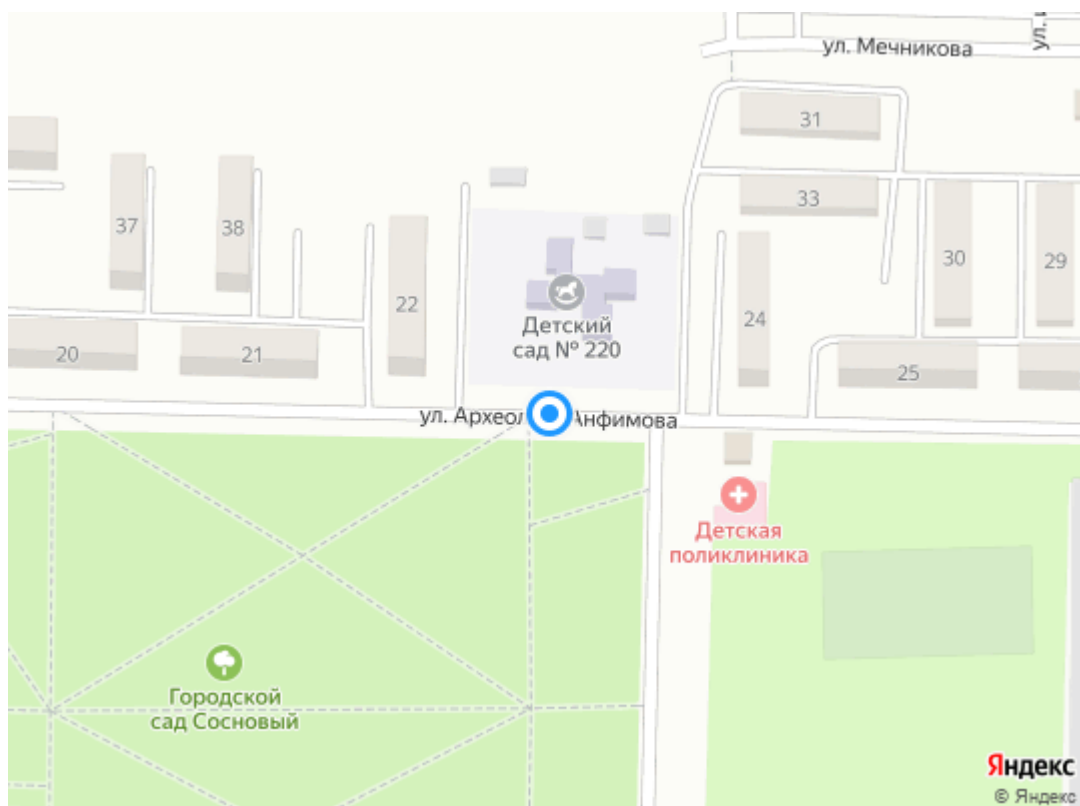 ул. Мечникова
ул.
31
37
38
33
30
29
22
24
Детский
сад № 220
20
21
25
ул. Археол
Анфимова
Детская
поликлиника
Городской
сад Сосновый
Яндекс
© Яндекс